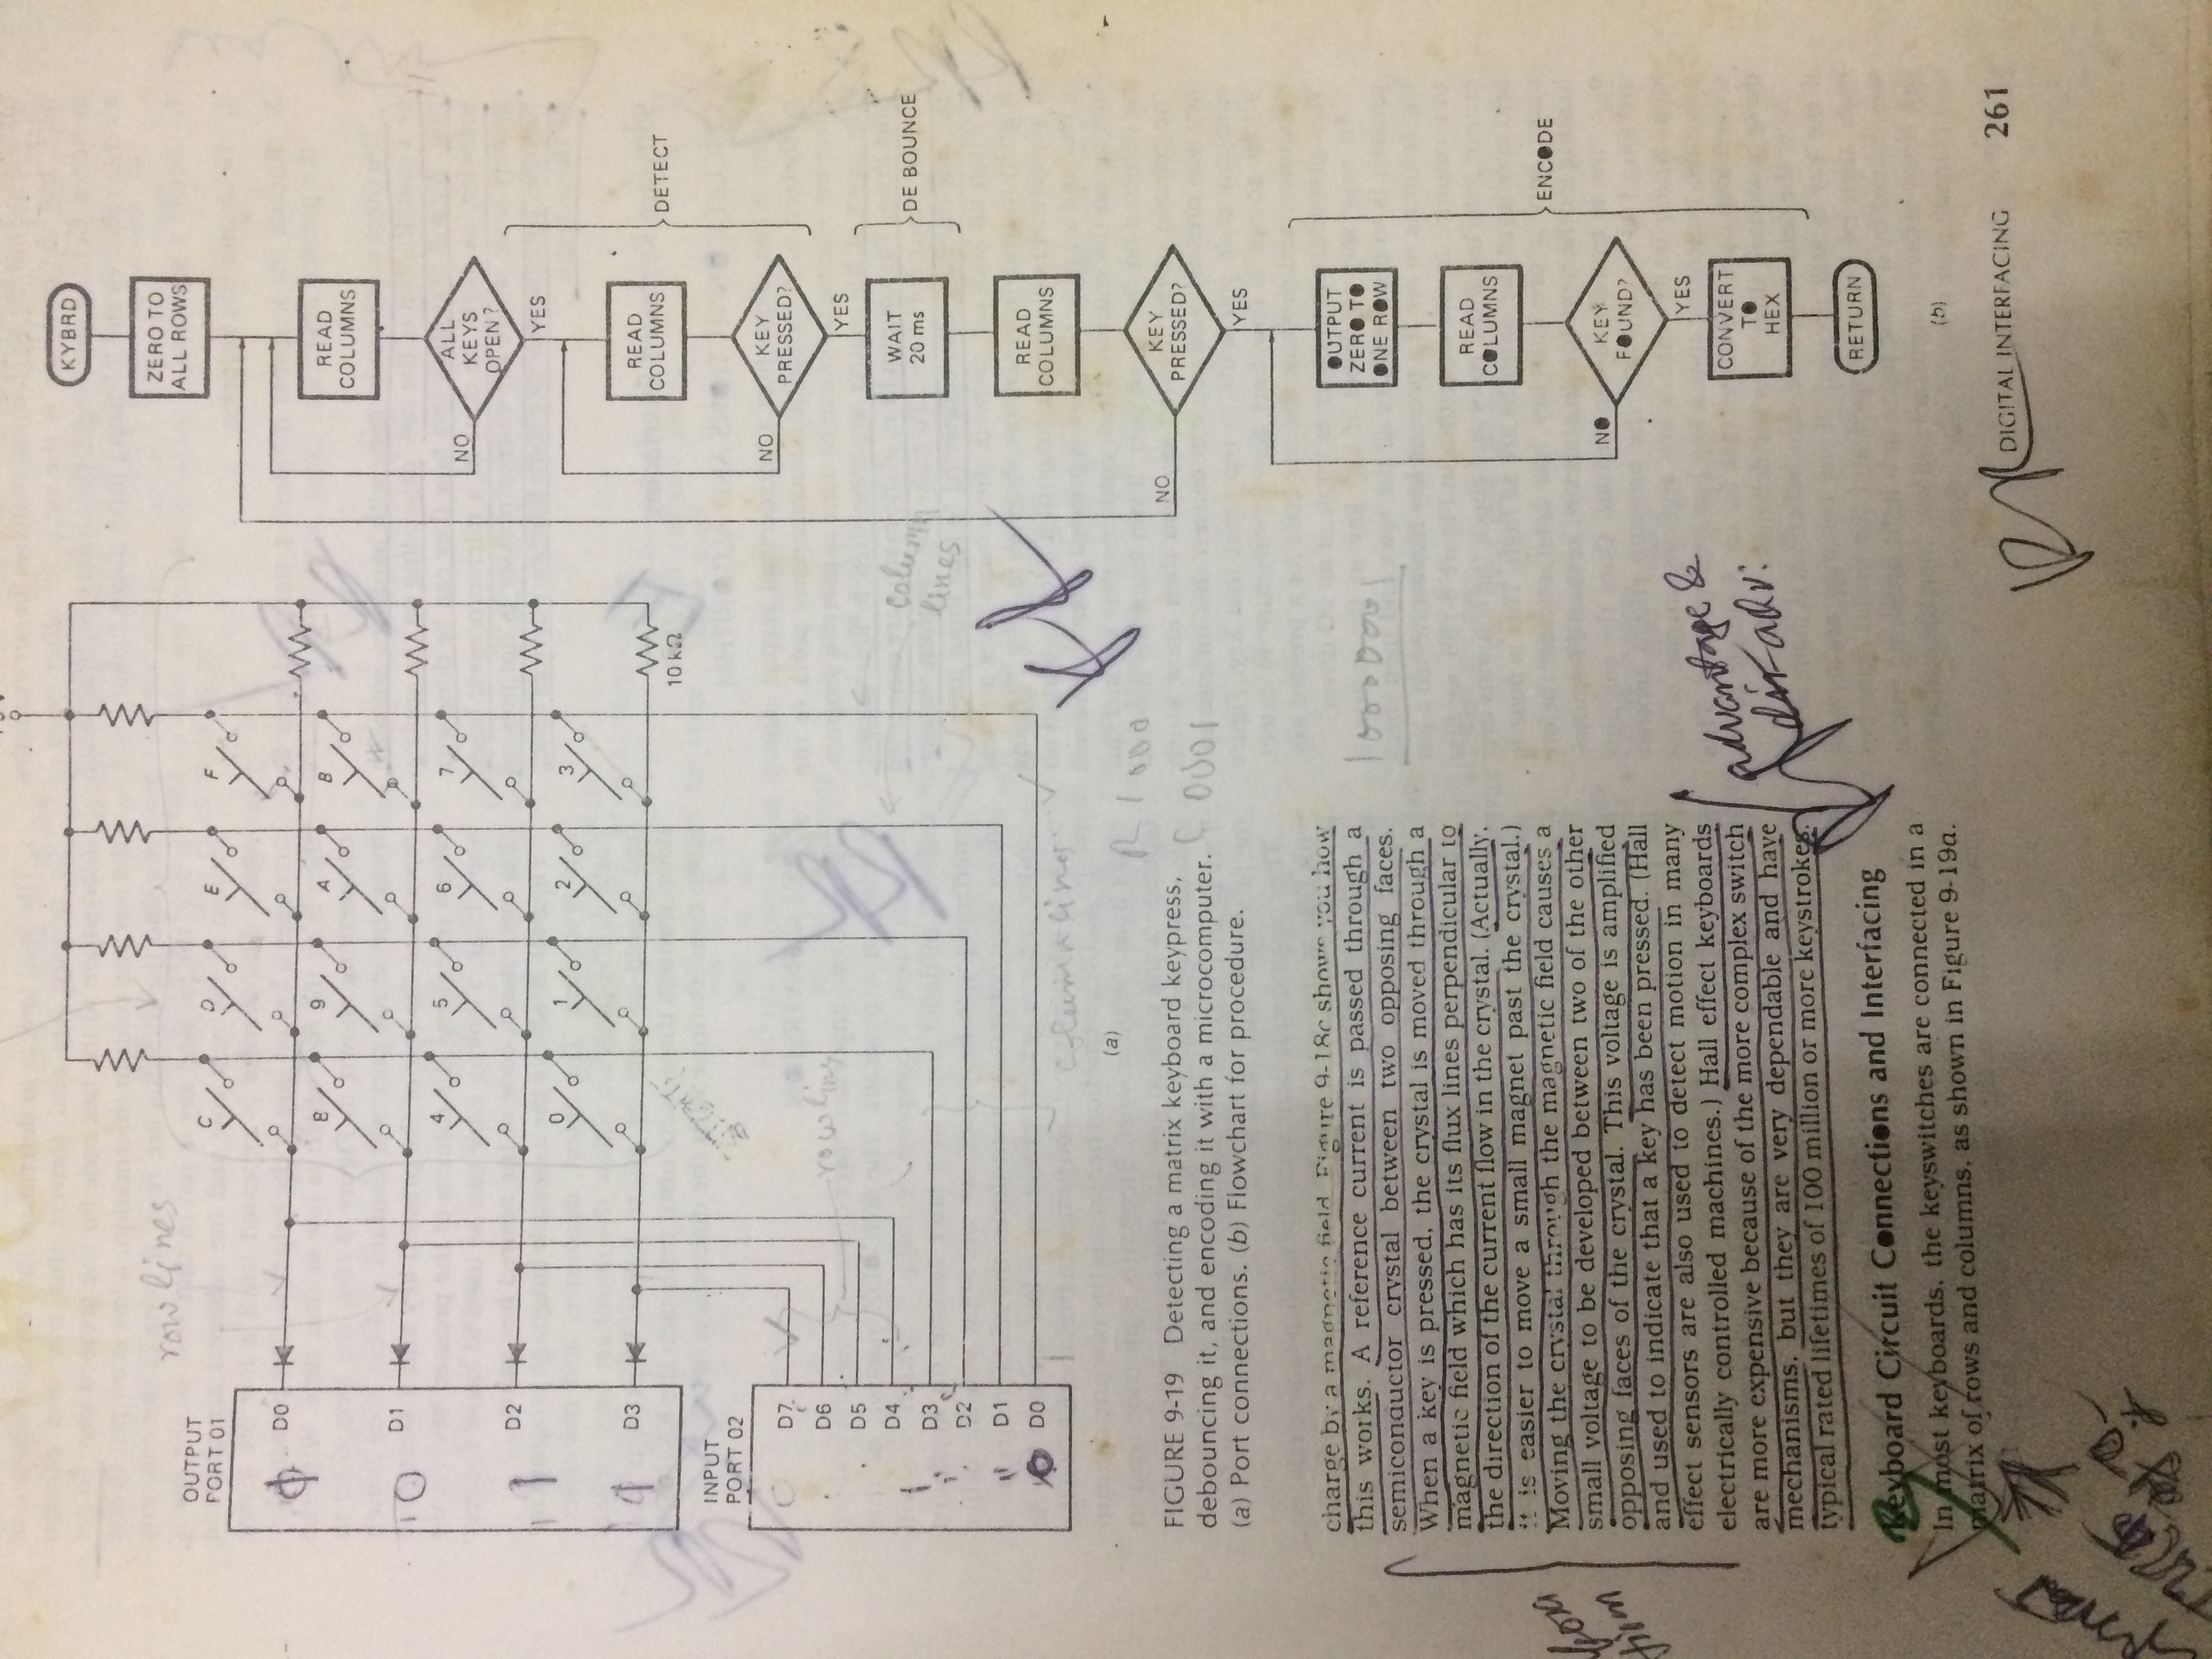 +5V
rowlines
OUTPUT
PORT 01
D0
D1
D2
D3
C
D
E
F
8
9
A
B
4
5
6
7
0
1
2
3
10 kΩ
INPUT
PORT 02
D7
D6
D5
D4
D3
D2
D1
D0
row lines
column
lines
column lines
(a)
R 1000
C 0001
10000001
FIGURE 9-19 Detecting a matrix keyboard keypress,
debouncing it, and encoding it with a microcomputer.
(a) Port connections. (b) Flowchart for procedure.
charge by a magnetic field. Figure 9-18c shows you how
this works. A reference current is passed through a
semiconductor crystal between two opposing faces.
When a key is pressed, the crystal is moved through a
magnetic field which has its flux lines perpendicular to
the direction of the current flow in the crystal. (Actually,
it is easier to move a small magnet past the crystal.)
Moving the crystal through the magnetic field causes a
small voltage to be developed between two of the other
opposing faces of the crystal. This voltage is amplified
and used to indicate that a key has been pressed. (Hall
effect sensors are also used to detect motion in many
electrically controlled machines.) Hall effect keyboards
are more expensive because of the more complex switch
mechanisms, but they are very dependable and have
typical rated lifetimes of 100 million or more keystrokes.
advantage &
dis-adv:
Keyboard Circuit Connections and Interfacing
In most keyboards, the keyswitches are connected in a
matrix of rows and columns, as shown in Figure 9-19a.
KYBRD
ZERO TO
ALL ROWS
READ
COLUMNS
ALL
KEYS
OPEN?
NO
YES
READ
COLUMNS
DETECT
KEY
PRESSED?
NO
YES
WAIT
20 ms
DE BOUNCE
READ
COLUMNS
KEY
PRESSED?
NO
YES
OUTPUT
ZERO TO
ONE ROW
READ
COLUMNS
ENCODE
KEY
FOUND?
NO
YES
CONVERT
TO
HEX
RETURN
(b)
DIGITAL INTERFACING 261